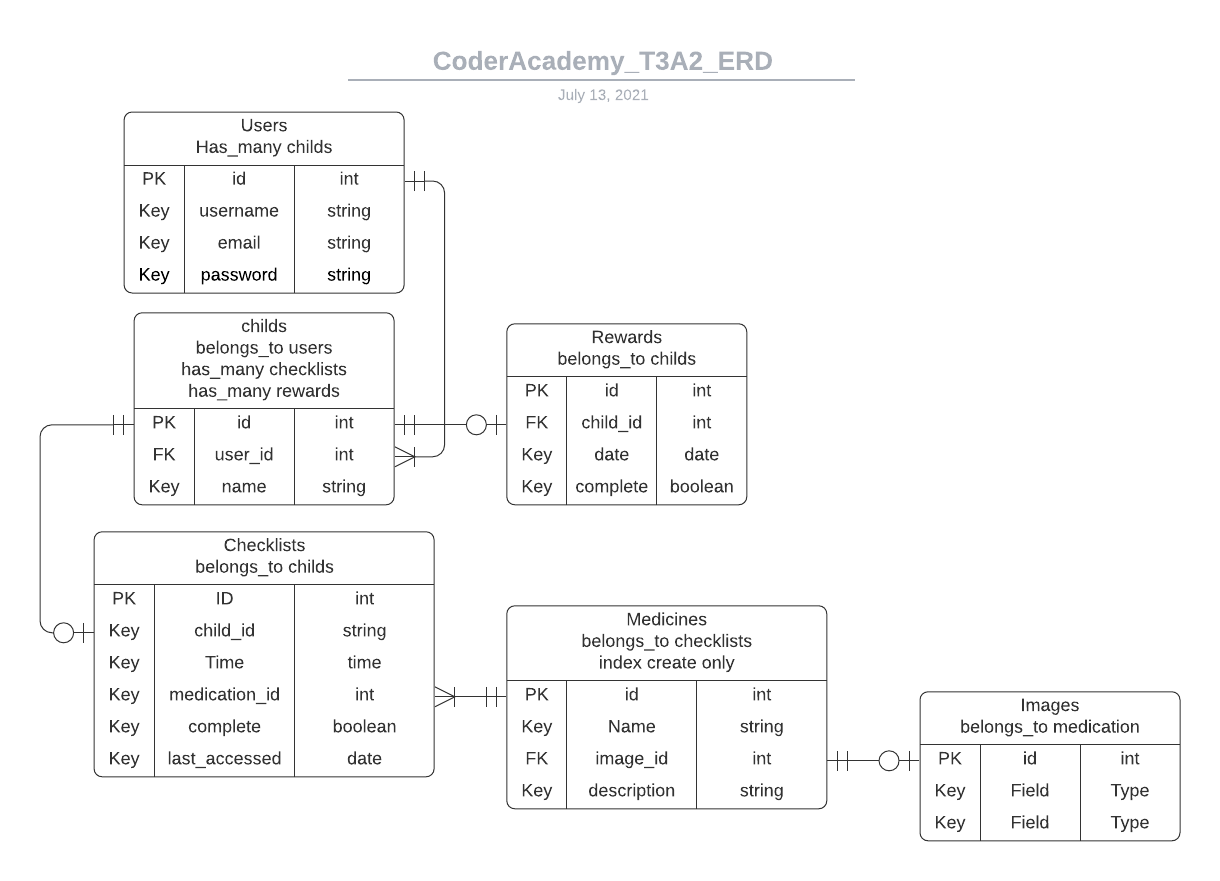 CoderAcademy_T3A2_ERD
July 13, 2021
Users
Has_many childs
PK id int
Key username string
Key email string
Key password string
childs
belongs_to users
has_many checklists
has_many rewards
PK id int
FK user_id int
Key name string
Rewards
belongs_to childs
PK id int
FK child_id int
Key date date
Key complete boolean
Checklists
belongs_to childs
PK ID int
Key child_id string
Key Time time
Key medication_id int
Key complete boolean
Key last_accessed date
Medicines
belongs_to checklists
index create only
PK id int
Key Name string
FK image_id int
Key description string
Images
belongs_to medication
PK id int
Key Field Type
Key Field Type